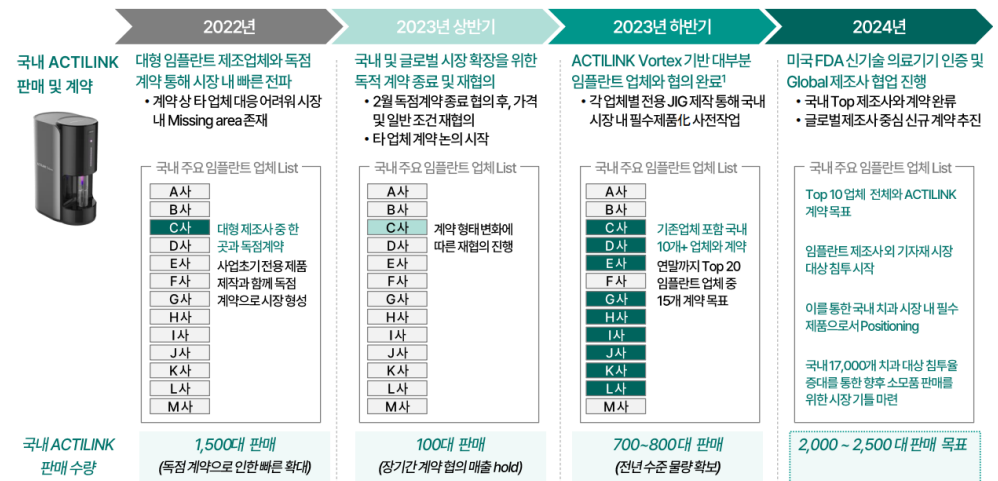 2022년
2023년 상반기
2023년 하반기
2024년
국내 ACTILINK
판매 및 계약
대형 임플란트 제조업체와 독점
계약 통해 시장 내 빠른 전파
• 계약 상 타 업체 대응 어려워 시장
내 Missing area 존재
국내 주요 임플란트 업체 List
A사
B사
C사
D사
E사
F사
G사
H사
I사
J사
K사
L사
M사
대형 제조사 중 한
곳과 독점계약
사업초기 전용 제품
제작과 함께 독점
계약으로 시장 형성
국내 및 글로벌 시장 확장을 위한
독적 계약 종료 및 재협의
• 2월 독점계약 종료 협의 후, 가격
및 일반 조건 재협의
• 타 업체 계약 논의 시작
국내 주요 임플란트 업체 List
A사
B사
C사
D사
E사
F사
G사
H사
I사
J사
K사
L사
M사
계약 형태 변화에
따른 재협의 진행
ACTILINK Vortex 기반 대부분
임플란트 업체와 협의 완료¹
• 각 업체별 전용 JIG 제작 통해 국내
시장 내 필수제품化 사전작업
국내 주요 임플란트 업체 List
A사
B사
C사
D사
E사
F사
G사
H사
I사
J사
K사
L사
M사
기존업체 포함 국내
10개+ 업체와 계약
연말까지 Top 20
임플란트 업체 중
15개 계약 목표
미국 FDA 신기술 의료기기 인증 및
Global 제조사 협업 진행
• 국내 Top 제조사와 계약 완류
• 글로벌 제조사 중심 신규 계약 추진
국내 주요 임플란트 업체 List
Top 10 업체 전체와 ACTILINK
계약 목표
임플란트 제조사 외 기자재 시장
대상 침투 시작
이를 통한 국내 치과 시장 내 필수
제품으로서 Positioning
국내 17,000개 치과 대상 침투율
증대를 통한 향후 소모품 판매를
위한 시장 기틀 마련
국내 ACTILINK
판매 수량
1,500대 판매
(독점 계약으로 인한 빠른 확대)
100대 판매
(장기간 계약 협의 매출 hold)
700~800대 판매
(전년 수준 물량 확보)
2,000 ~ 2,500 대 판매 목표